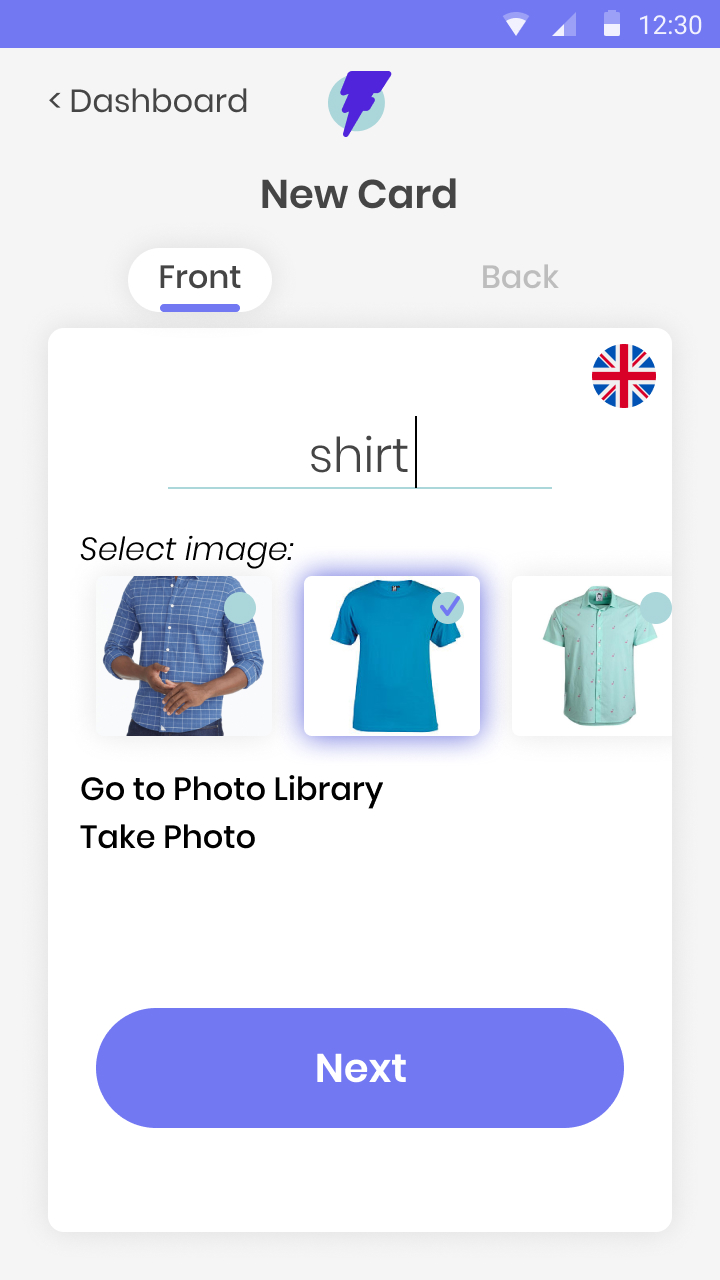 12:30
< Dashboard
New Card
Front
Back
shirt
Select image:
Go to Photo Library
Take Photo
Next